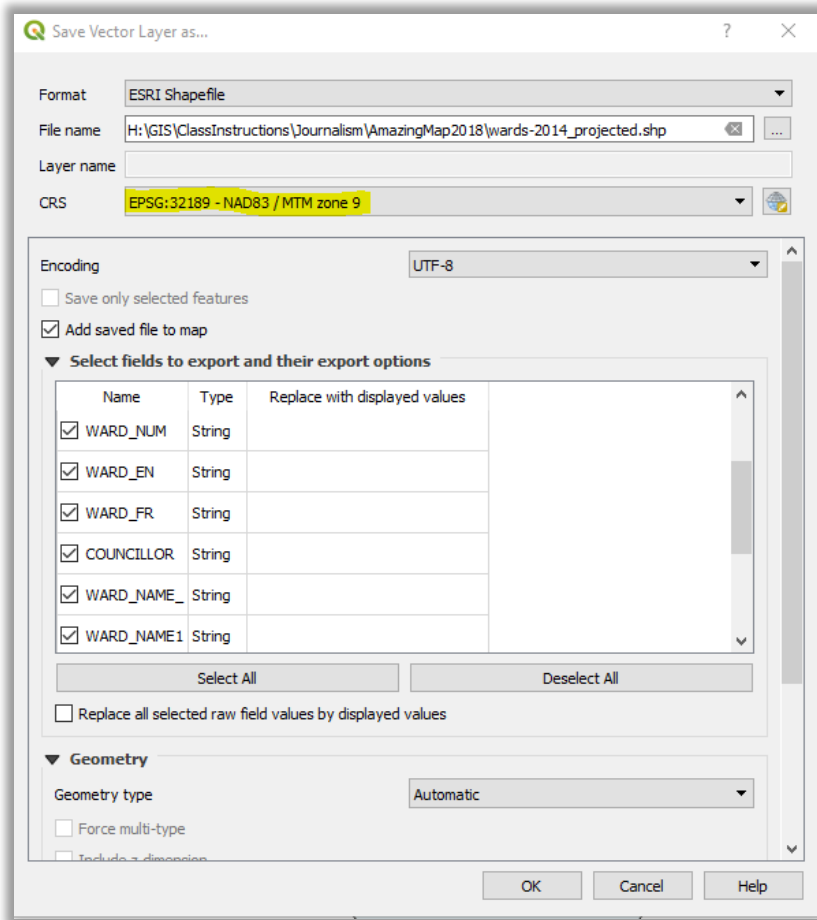 Save Vector Layer as...
?
Format ESRI Shapefile
File name H:\GIS\ClassInstructions\Journalism\AmazingMap2018\wards-2014_projected.shp ...
Layer name
CRS EPSG:32189 - NAD83 / MTM zone 9
Encoding UTF-8
Save only selected features
Add saved file to map
Select fields to export and their export options
Name Type Replace with displayed values
WARD_NUM String
WARD_EN String
WARD_FR String
COUNCILLOR String
WARD_NAME_ String
WARD_NAME1 String
Select All Deselect All
Replace all selected raw field values by displayed values
Geometry
Geometry type Automatic
Force multi-type
Include z-dimension
OK Cancel Help